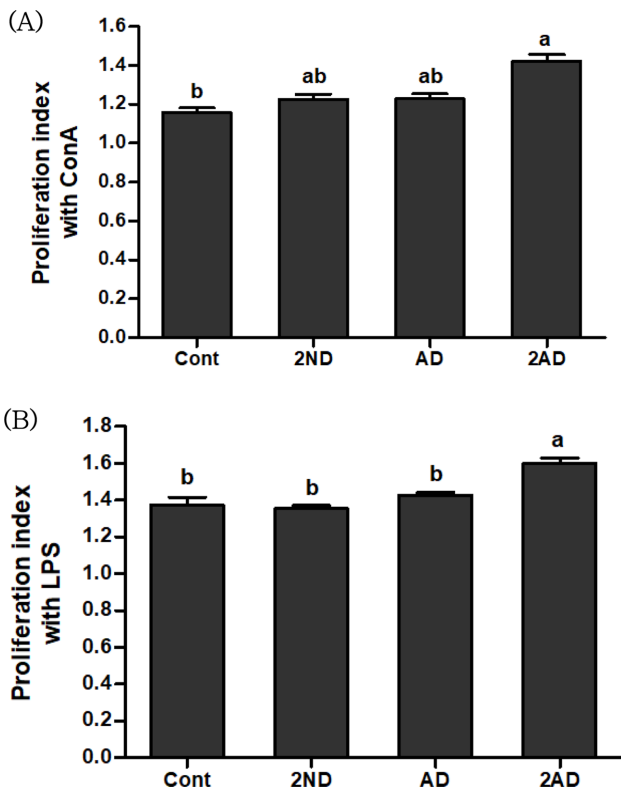 (A)
Proliferation index
with ConA
1.6
1.4
1.2
1.0
0.8
0.6
0.4
0.2
0.0
b
ab
ab
a
Cont 2ND AD 2AD
(B)
Proliferation index
with LPS
1.8
1.6
1.4
1.2
1.0
0.8
0.6
0.4
0.2
0.0
b
b
b
a
Cont 2ND AD 2AD